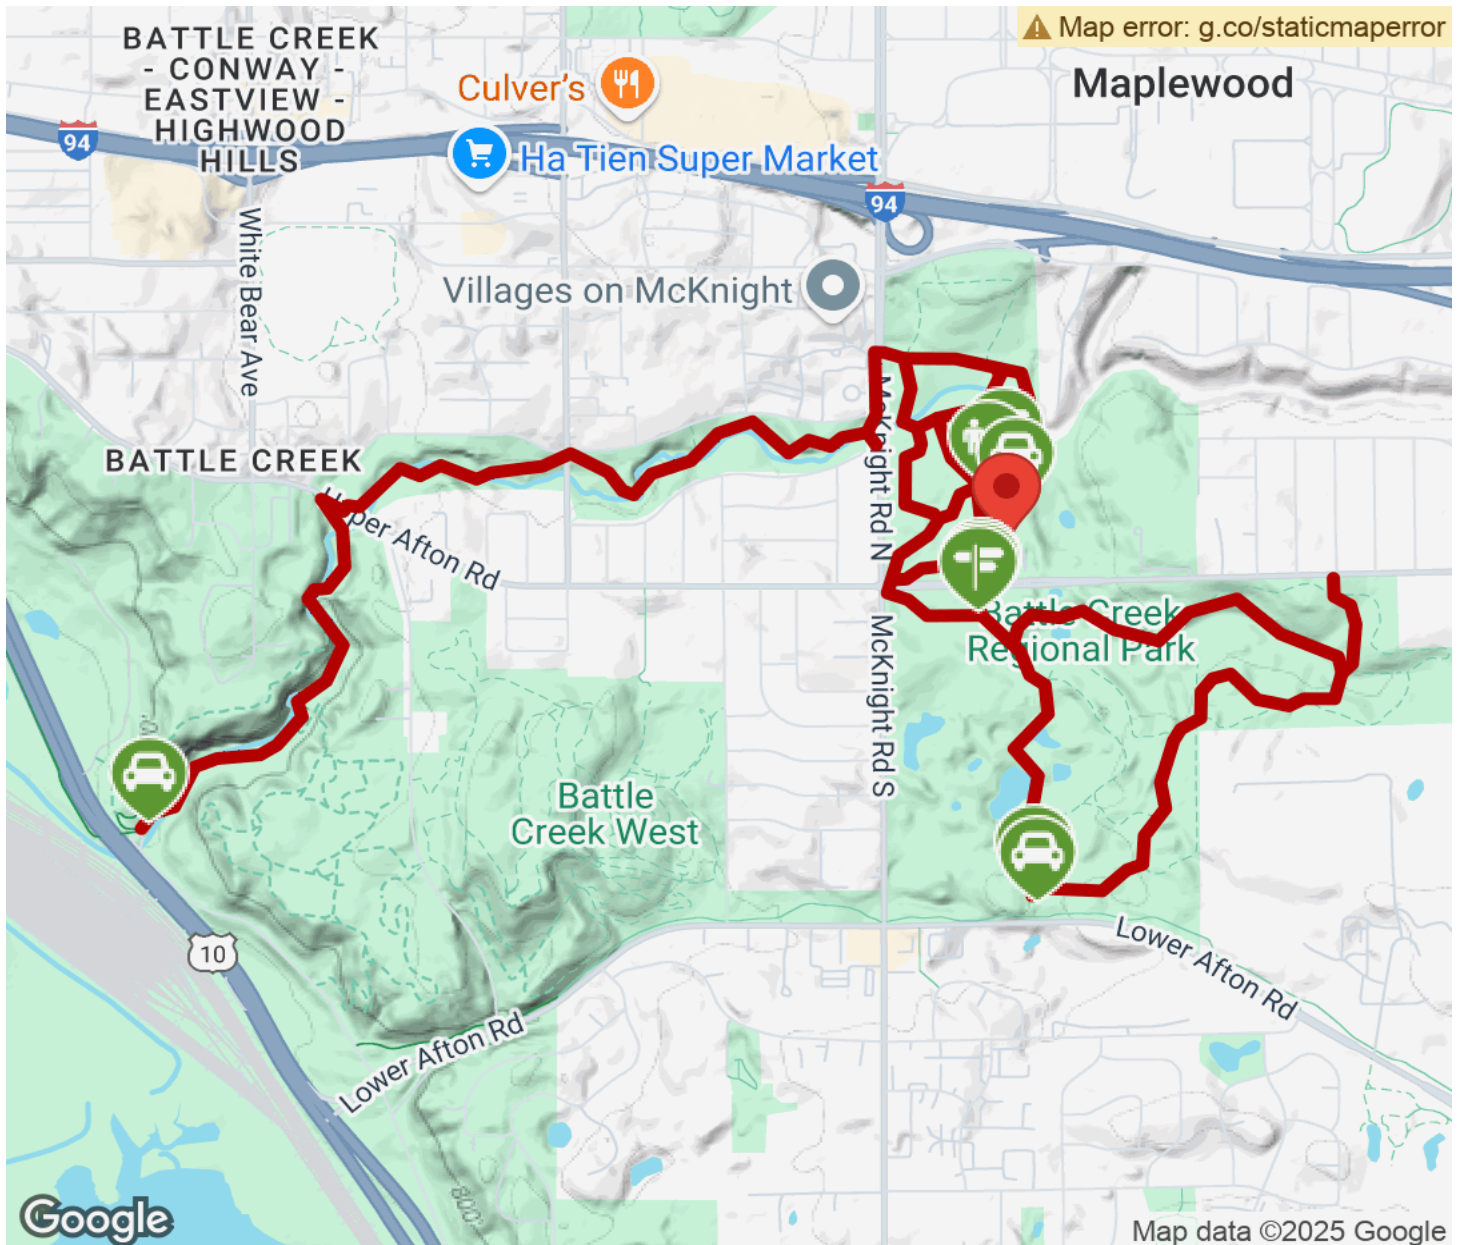 Map error: g.co/staticmaperror
BATTLE CREEK
- CONWAY -
EASTVIEW -
HIGHWOOD
HILLS
Maplewood
Culver's
94
Ha Tien Super Market
94
White Bear Ave
Villages on McKnight
McKnight Rd N
BATTLE CREEK
Upper Afton Rd
Battle Creek
Regional Park
McKnight Rd S
Battle
Creek West
10
Lower Afton Rd
Lower Afton Rd
800
Google
Map data ©2025 Google